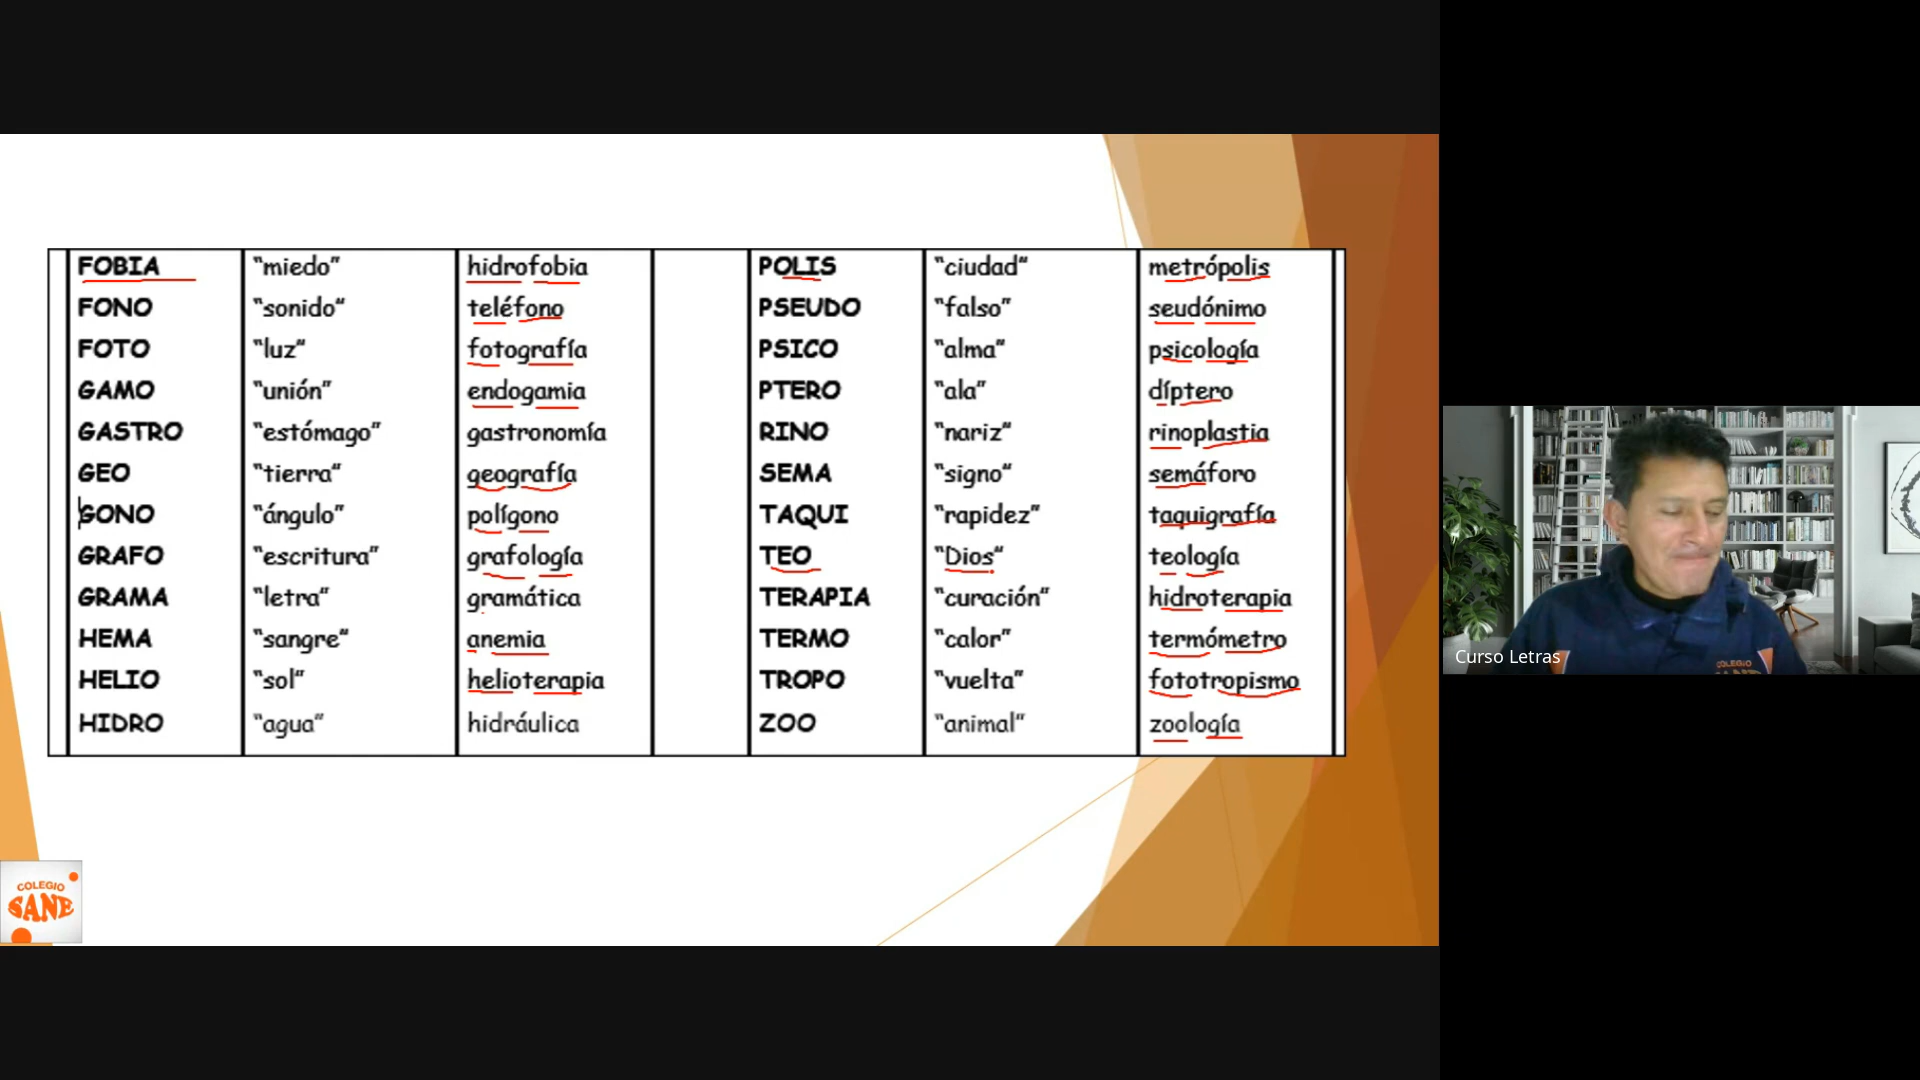 FOBIA “miedo” hidrofobia POLIS “ciudad” metrópolis
FONO “sonido” teléfono PSEUDO “falso” seudónimo
FOTO “luz” fotografía PSICO “alma” psicología
GAMO “unión” endogamia PTERO “ala” díptero
GASTRO “estómago” gastronomía RINO “nariz” rinoplastia
GEO “tierra” geografía SEMA “signo” semáforo
GONO “ángulo” polígono TAQUI “rapidez” taquigrafía
GRAFO “escritura” grafología TEO “Dios” teología
GRAMA “letra” gramática TERAPIA “curación” hidroterapia
HEMA “sangre” anemia TERMO “calor” termómetro
HELIO “sol” helioterapia TROPO “vuelta” fototropismo
HIDRO “agua” hidráulica ZOO “animal” zoología
COLEGIO
SANE
Curso Letras
COLEGIO